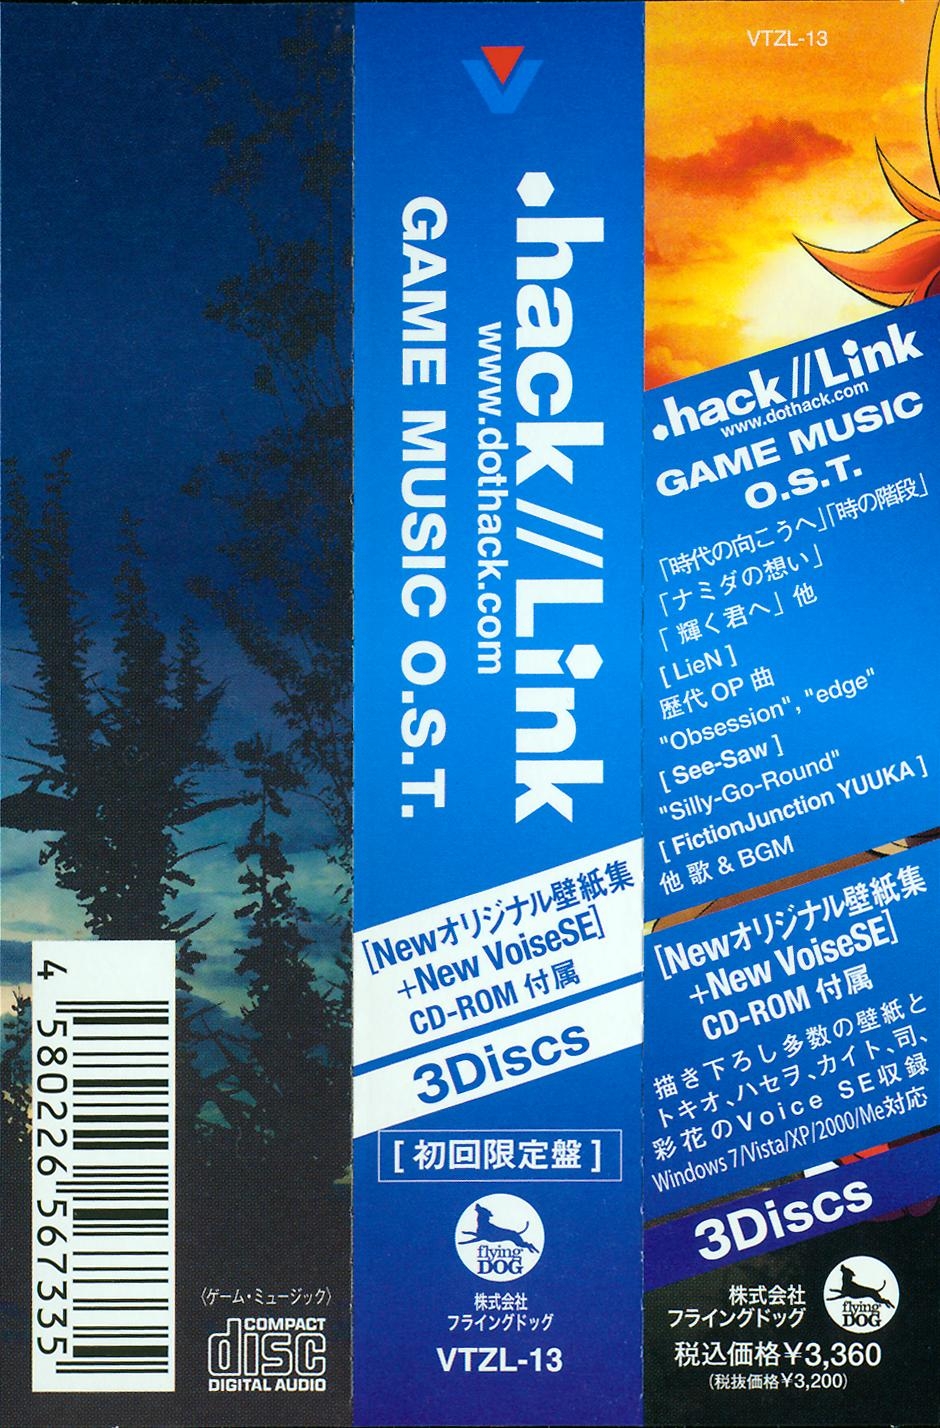 4 580226 567335
〈ゲーム・ミュージック〉
COMPACT
disc
DIGITAL AUDIO
.hack//Link
www.dothack.com
GAME MUSIC O.S.T.
[Newオリジナル壁紙集
+New VoiseSE]
CD-ROM 付属
3Discs
[ 初回限定盤 ]
flying DOG
株式会社
フライングドッグ
VTZL-13
VTZL-13
.hack//Link
www.dothack.com
GAME MUSIC
O.S.T.
「時代の向こうへ」「時の階段」
「ナミダの想い」
「 輝く君へ」 他
[ LieN ]
歴代 OP 曲
"Obsession" , "edge"
[ See-Saw ]
"Silly-Go-Round"
[ FictionJunction YUUKA ]
他 歌 & BGM
[Newオリジナル壁紙集
+New VoiseSE]
CD-ROM 付属
描き下ろし多数の壁紙と
トキオ、ハセヲ、カイト、司、
彩花のVoice SE収録
Windows 7/Vista/XP/2000/Me対応
3Discs
株式会社
フライングドッグ
flying DOG
税込価格¥3,360
(税抜価格¥3,200)